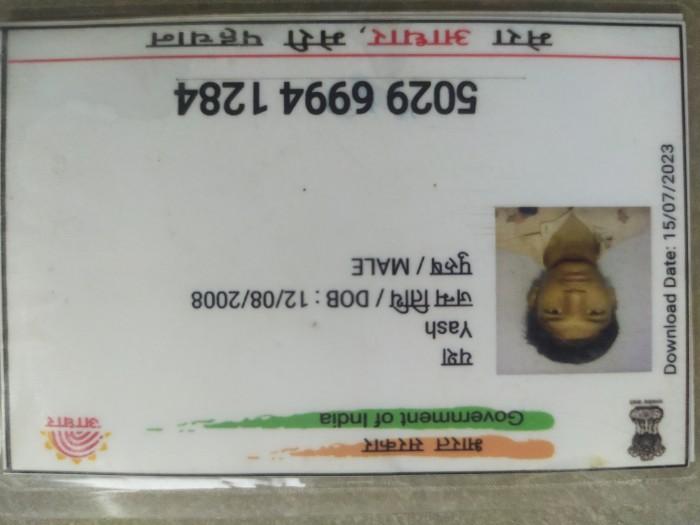 भारत सरकार
Government of India
आधार
यश
Yash
जन्म तिथि / DOB : 12/08/2008
पुरुष / MALE
Download Date: 15/07/2023
5029 6994 1284
मेरा आधार, मेरी पहचान